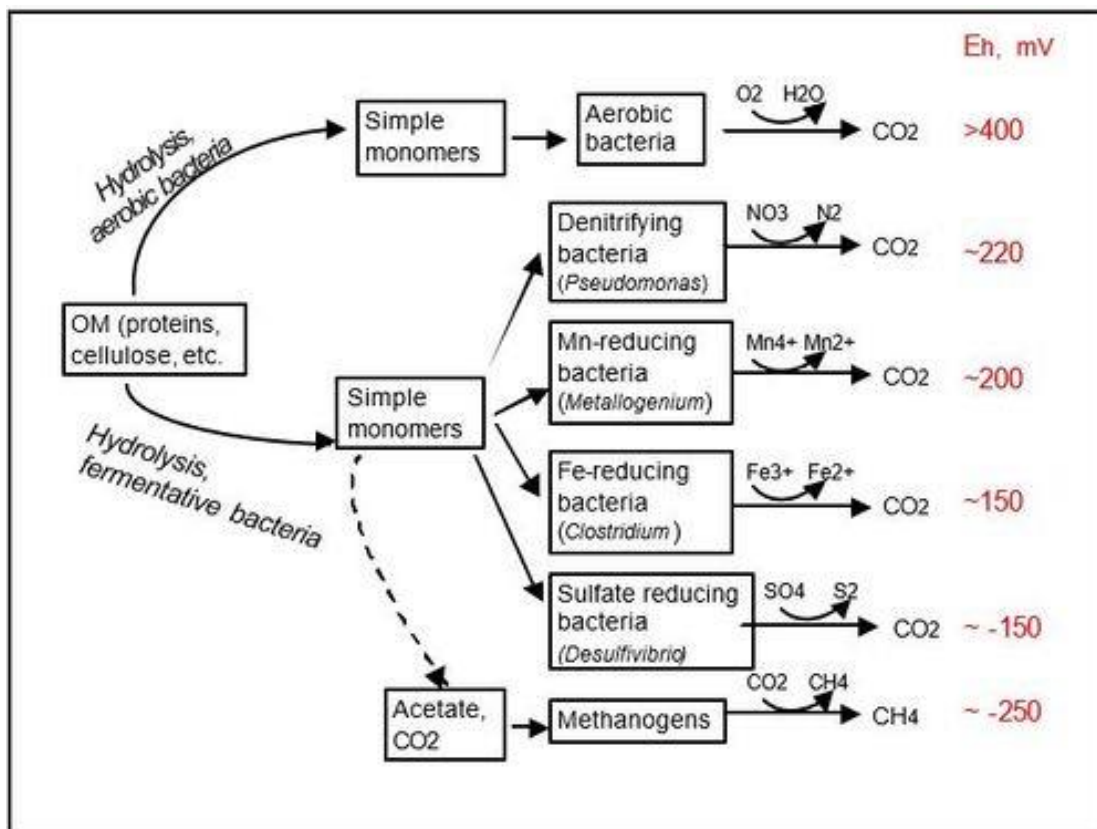 Eh, mV
Hydrolysis,
aerobic bacteria
Simple
monomers
Aerobic
bacteria
O2 H2O
CO2
>400
Denitrifying
bacteria
(Pseudomonas)
NO3 N2
CO2
~220
OM (proteins,
cellulose, etc.
Mn-reducing
bacteria
(Metallogenium)
Mn4+ Mn2+
CO2
~200
Hydrolysis,
fermentative bacteria
Simple
monomers
Fe-reducing
bacteria
(Clostridium )
Fe3+ Fe2+
CO2
~150
Sulfate reducing
bacteria
(Desulfivibrio)
SO4 S2
CO2
~ -150
Acetate,
CO2
Methanogens
CO2 CH4
CH4
~ -250